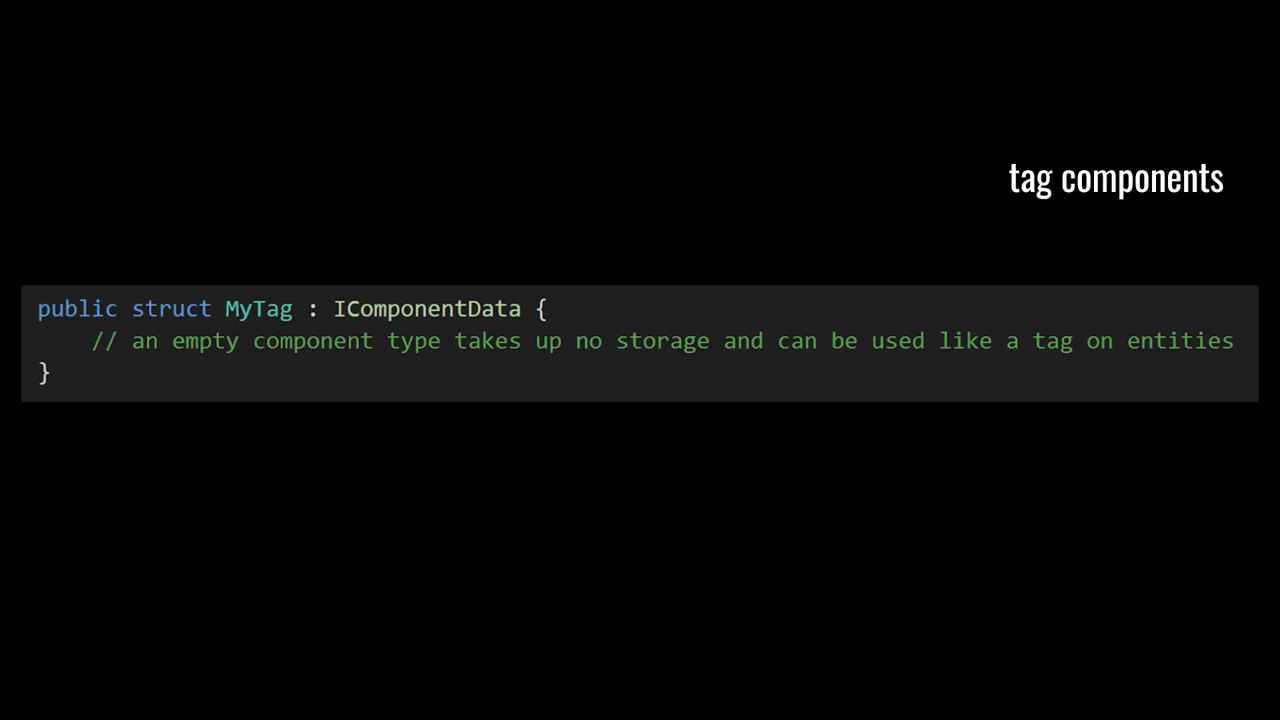 tag components
public struct MyTag : IComponentData {
    // an empty component type takes up no storage and can be used like a tag on entities
}